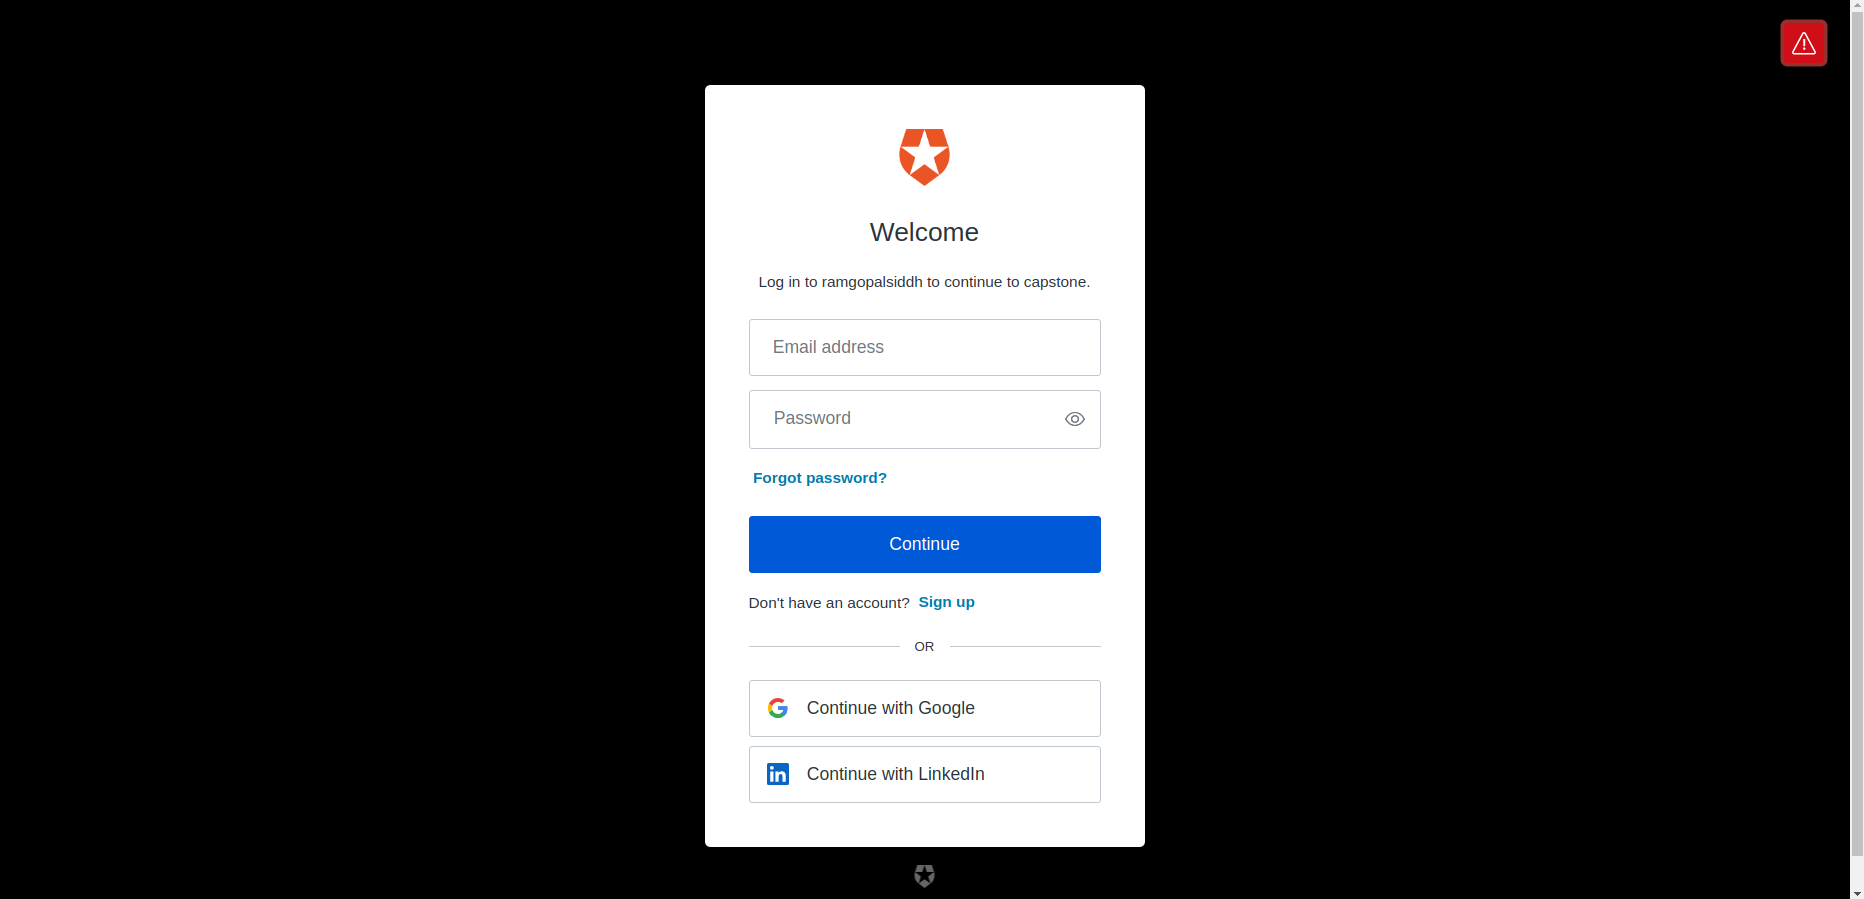 Welcome
Log in to ramgopalsiddh to continue to capstone.
Email address
Password
Forgot password?
Continue
Don't have an account? Sign up
OR
Continue with Google
Continue with LinkedIn